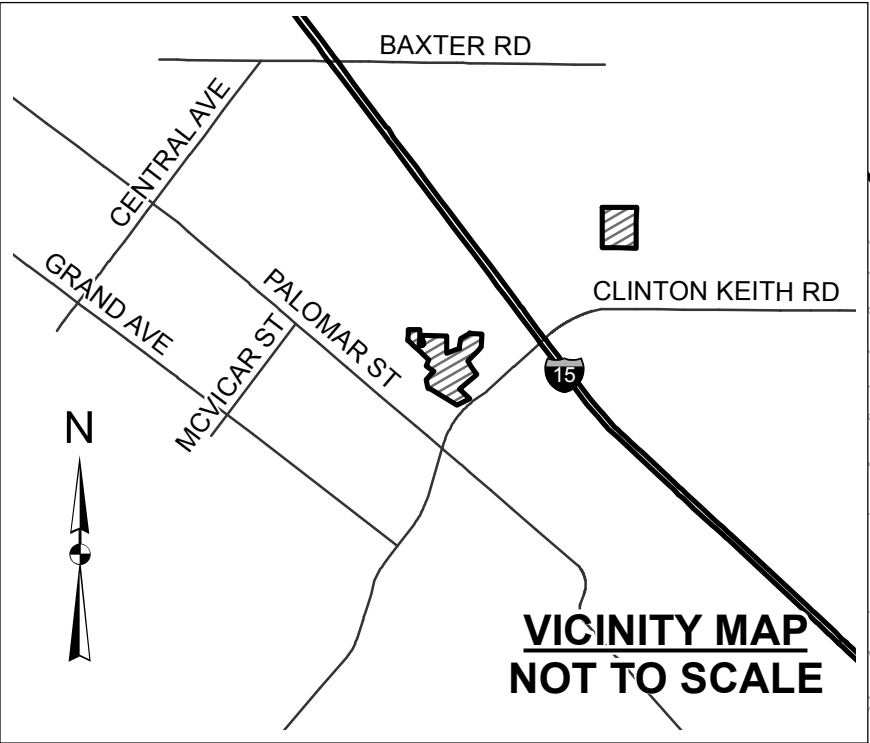 BAXTER RD
CENTRAL AVE
GRAND AVE
PALOMAR ST
CLINTON KEITH RD
MCVICAR ST
15
N
VICINITY MAP
NOT TO SCALE